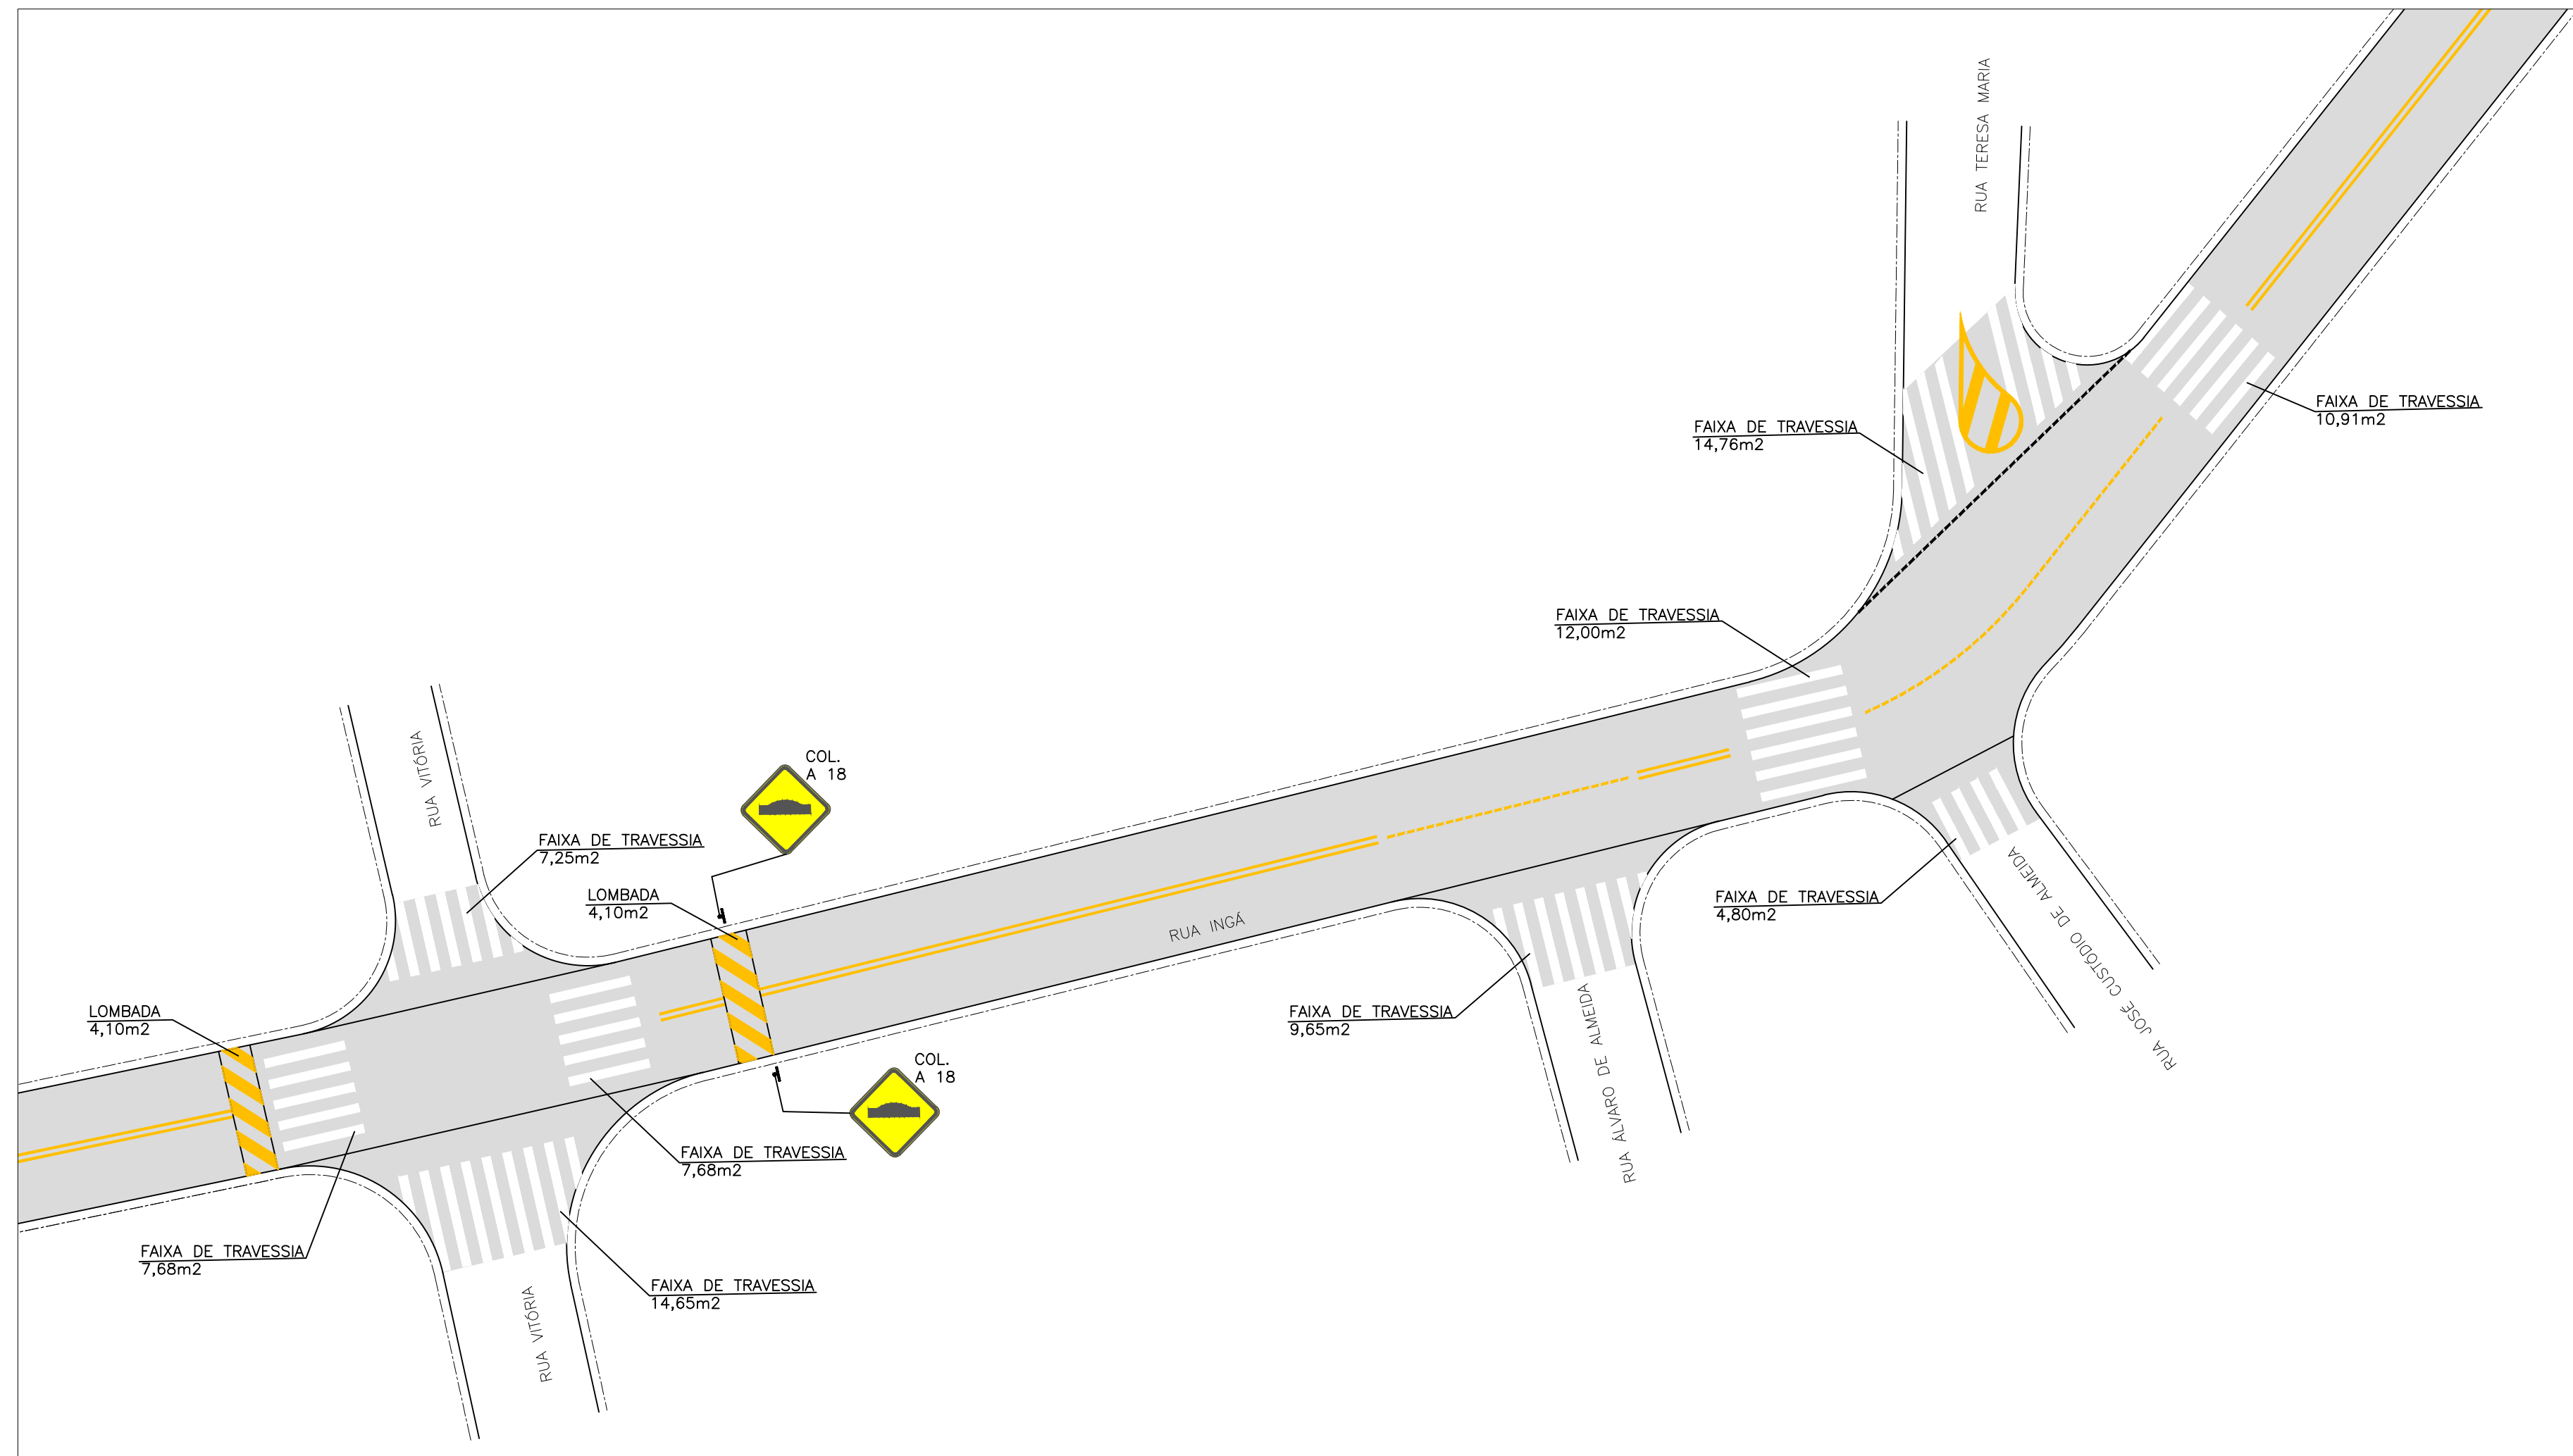 RUA TERESA MARIA
FAIXA DE TRAVESSIA
10,91m2
FAIXA DE TRAVESSIA
14,76m2
FAIXA DE TRAVESSIA
12,00m2
RUA VITÓRIA
COL.
A 18
FAIXA DE TRAVESSIA
7,25m2
LOMBADA
4,10m2
RUA INGÁ
FAIXA DE TRAVESSIA
4,80m2
RUA JOSÉ CUSTÓDIO DE ALMEIDA
LOMBADA
4,10m2
FAIXA DE TRAVESSIA
9,65m2
RUA ÁLVARO DE ALMEIDA
COL.
A 18
FAIXA DE TRAVESSIA
7,68m2
FAIXA DE TRAVESSIA
7,68m2
FAIXA DE TRAVESSIA
14,65m2
RUA VITÓRIA